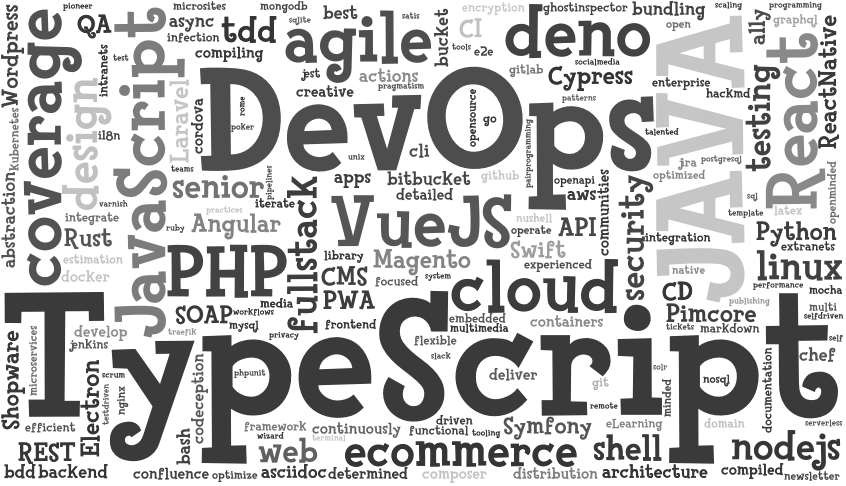 pioneer
microsites
mongodb
encryption
ghostinspector
bundling
scaling
programming
Wordpress
coverage
QA
JavaScript
async
tdd
sqlite
best
satis
bucket
CI
deno
open
ally
graphql
infection
agile
tools
e2e
JAVA
React
ReactNative
intranets
test
compiling
jest
actions
gitlab
socialmedia
Cypress
enterprise
testing
design
Laravel
cordova
creative
pragmatism
patterns
hackmd
kubernetes
il8n
DevOps
rome
poker
opensource
go
talented
unix
cli
pairprogramming
jira
postgresql
teams
pipelines
apps
bitbucket
github
openapi
optimized
abstraction
senior
detailed
aws
communities
sql
openminded
varnish
iterate
fullstack
VueJS
practices
nushell
API
security
template
latex
integrate
ruby
Angular
operate
Rust
integration
Python
library
Magento
Swift
extranets
estimation
PHP
CMS
focused
system
experienced
linux
docker
PWA
cloud
native
performance
CD
mocha
media
publishing
SOAP
workflows
embedded
Pimcore
multi
mysql
frontend
multimedia
containers
tickets
markdown
selfdriven
Shopware
TypeScript
develop
traefik
privacy
flexible
self
jenkins
slack
chef
microservices
Electron
scrum
testdriven
nginx
codeception
phpunit
deliver
git
solr
minded
nosql
documentation
remote
efficient
framework
continuously
driven
functional
tooling
Symfony
eLearning
domain
serverless
REST
bash
wizard
web
terminal
ecommerce
shell
nodejs
bdd
backend
confluence
optimize
asciidoc
determined
composer
distribution
architecture
compiled
newsletter